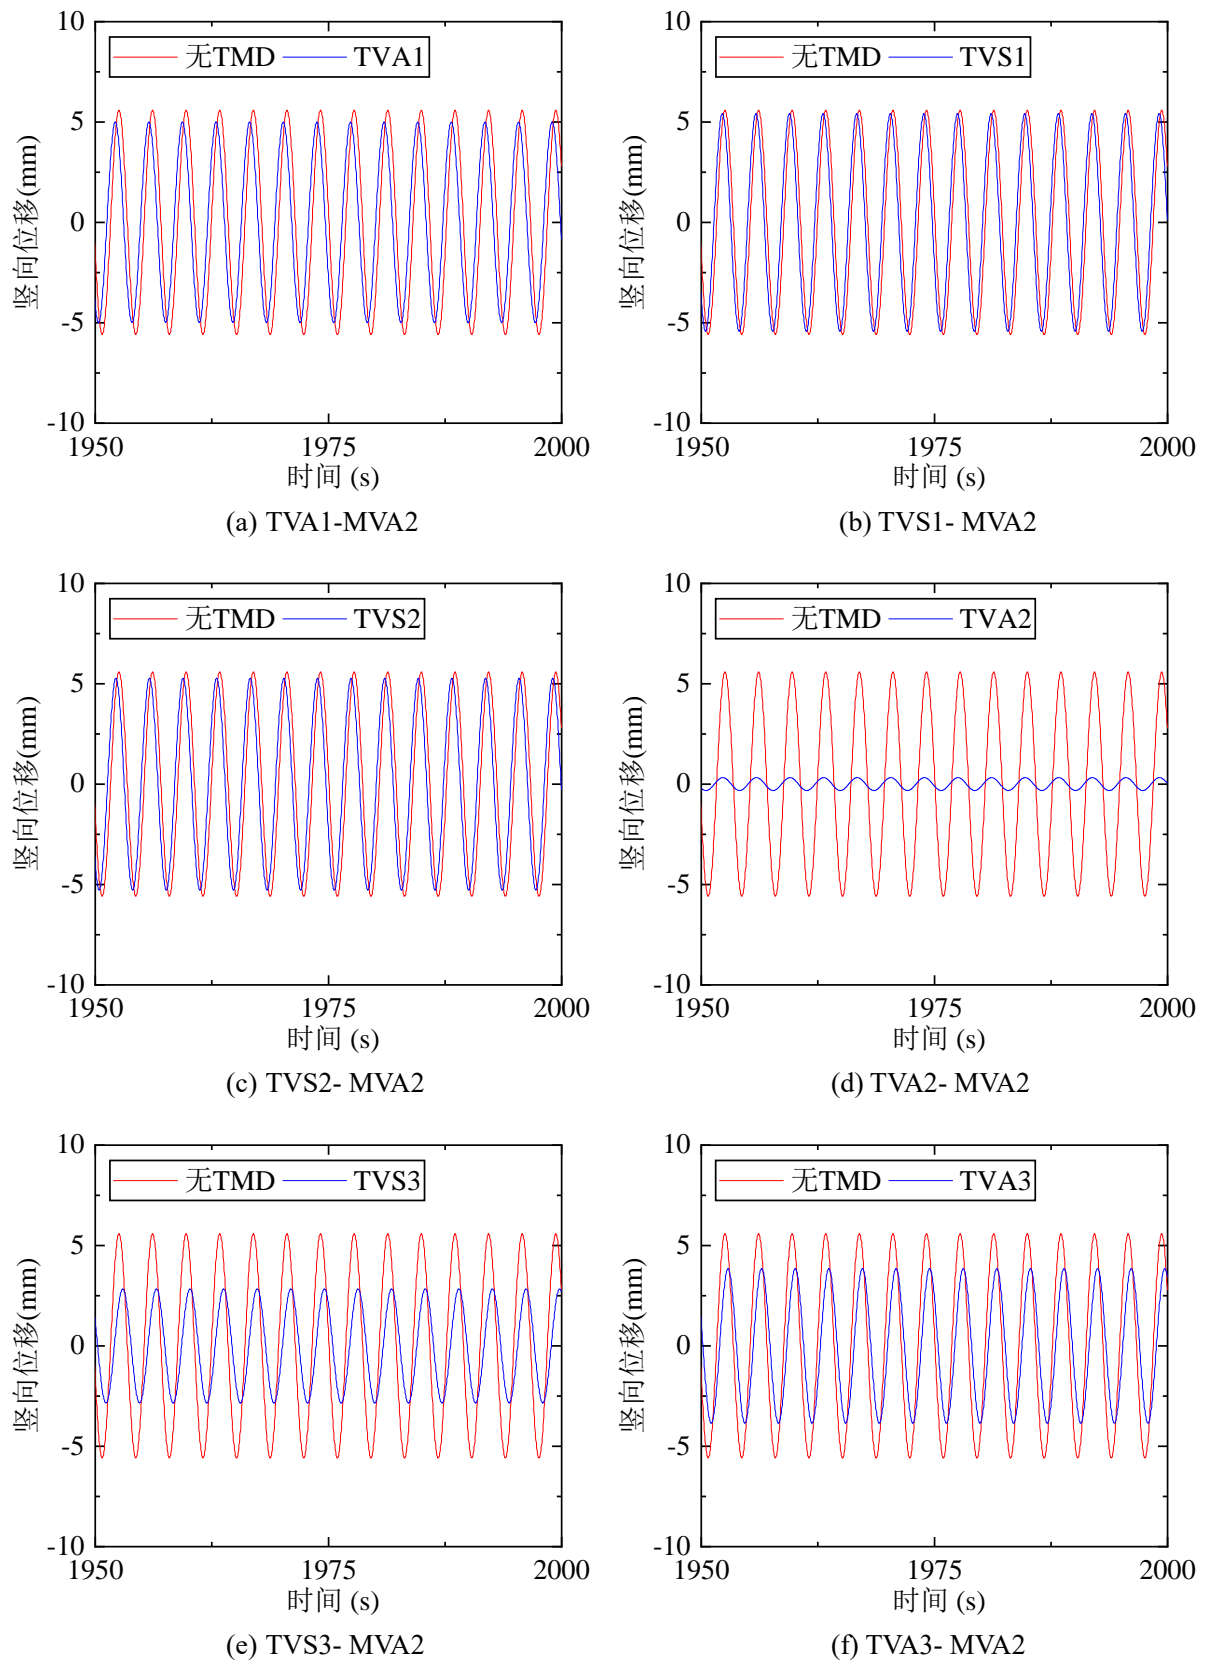 10
5
0
-5
-10
竖向位移(mm)
无TMD TVA1
1950 1975 2000
时间 (s)
(a) TVA1-MVA2
10
5
0
-5
-10
竖向位移(mm)
无TMD TVS1
1950 1975 2000
时间 (s)
(b) TVS1- MVA2
10
5
0
-5
-10
竖向位移(mm)
无TMD TVS2
1950 1975 2000
时间 (s)
(c) TVS2- MVA2
10
5
0
-5
-10
竖向位移(mm)
无TMD TVA2
1950 1975 2000
时间 (s)
(d) TVA2- MVA2
10
5
0
-5
-10
竖向位移(mm)
无TMD TVS3
1950 1975 2000
时间 (s)
(e) TVS3- MVA2
10
5
0
-5
-10
竖向位移(mm)
无TMD TVA3
1950 1975 2000
时间 (s)
(f) TVA3- MVA2